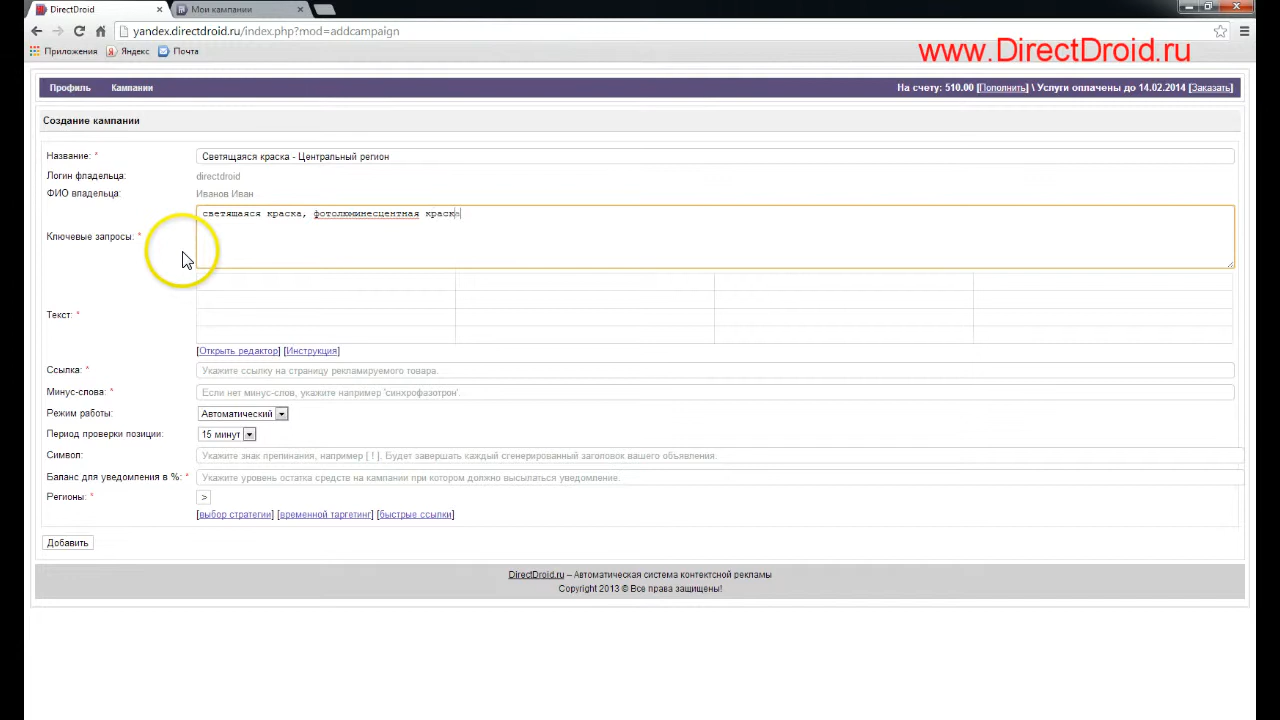 DirectDroid
Мои кампании
yandex.directdroid.ru/index.php?mod=addcampaign
Приложения Яндекс Почта
www.DirectDroid.ru
Профиль Кампании На счету: 510.00 [Пополнить] \ Услуги оплачены до 14.02.2014 [Заказать]
Создание кампании
Название: * Светящаяся краска - Центральный регион
Логин владельца: directdroid
ФИО владельца: Иванов Иван
Ключевые запросы: * светящаяся краска, фотолюминесцентная краска
Текст: *
[Открыть редактор] [Инструкция]
Ссылка: * Укажите ссылку на страницу рекламируемого товара.
Минус-слова: * Если нет минус-слов, укажите например 'синхрофазотрон'.
Режим работы: Автоматический
Период проверки позиции: 15 минут
Символ: Укажите знак препинания, например [ ! ]. Будет завершать каждый сгенерированный заголовок вашего объявления.
Баланс для уведомления в %: * Укажите уровень остатка средств на кампании при котором должно высылаться уведомление.
Регионы: * >
[выбор стратегии] [временной таргетинг] [быстрые ссылки]
Добавить
DirectDroid.ru – Автоматическая система контекстной рекламы
Copyright 2013 © Все права защищены!